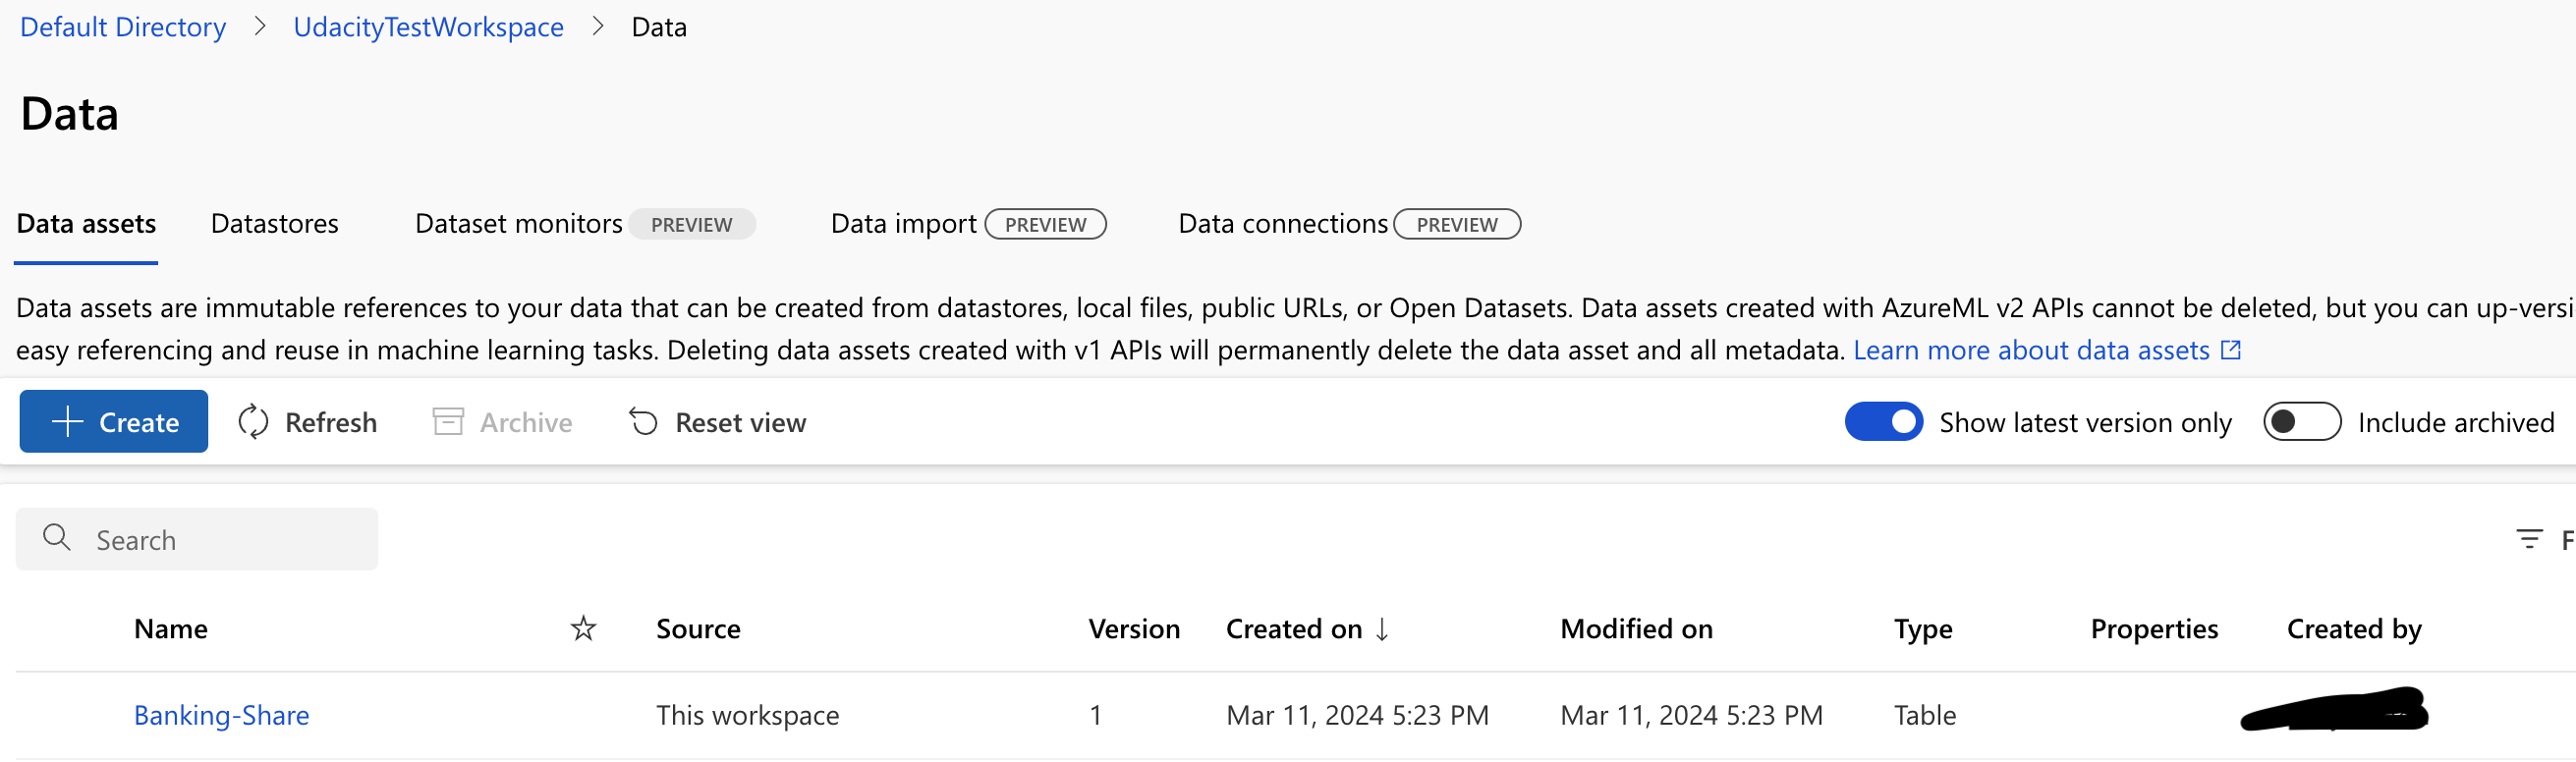 Default Directory > UdacityTestWorkspace > Data
Data
Data assets Datastores Dataset monitors PREVIEW Data import PREVIEW Data connections PREVIEW
Data assets are immutable references to your data that can be created from datastores, local files, public URLs, or Open Datasets. Data assets created with AzureML v2 APIs cannot be deleted, but you can up-versi
easy referencing and reuse in machine learning tasks. Deleting data assets created with v1 APIs will permanently delete the data asset and all metadata. Learn more about data assets
Create Refresh Archive Reset view Show latest version only Include archived
Search F
Name Source Version Created on ↓ Modified on Type Properties Created by
Banking-Share This workspace 1 Mar 11, 2024 5:23 PM Mar 11, 2024 5:23 PM Table